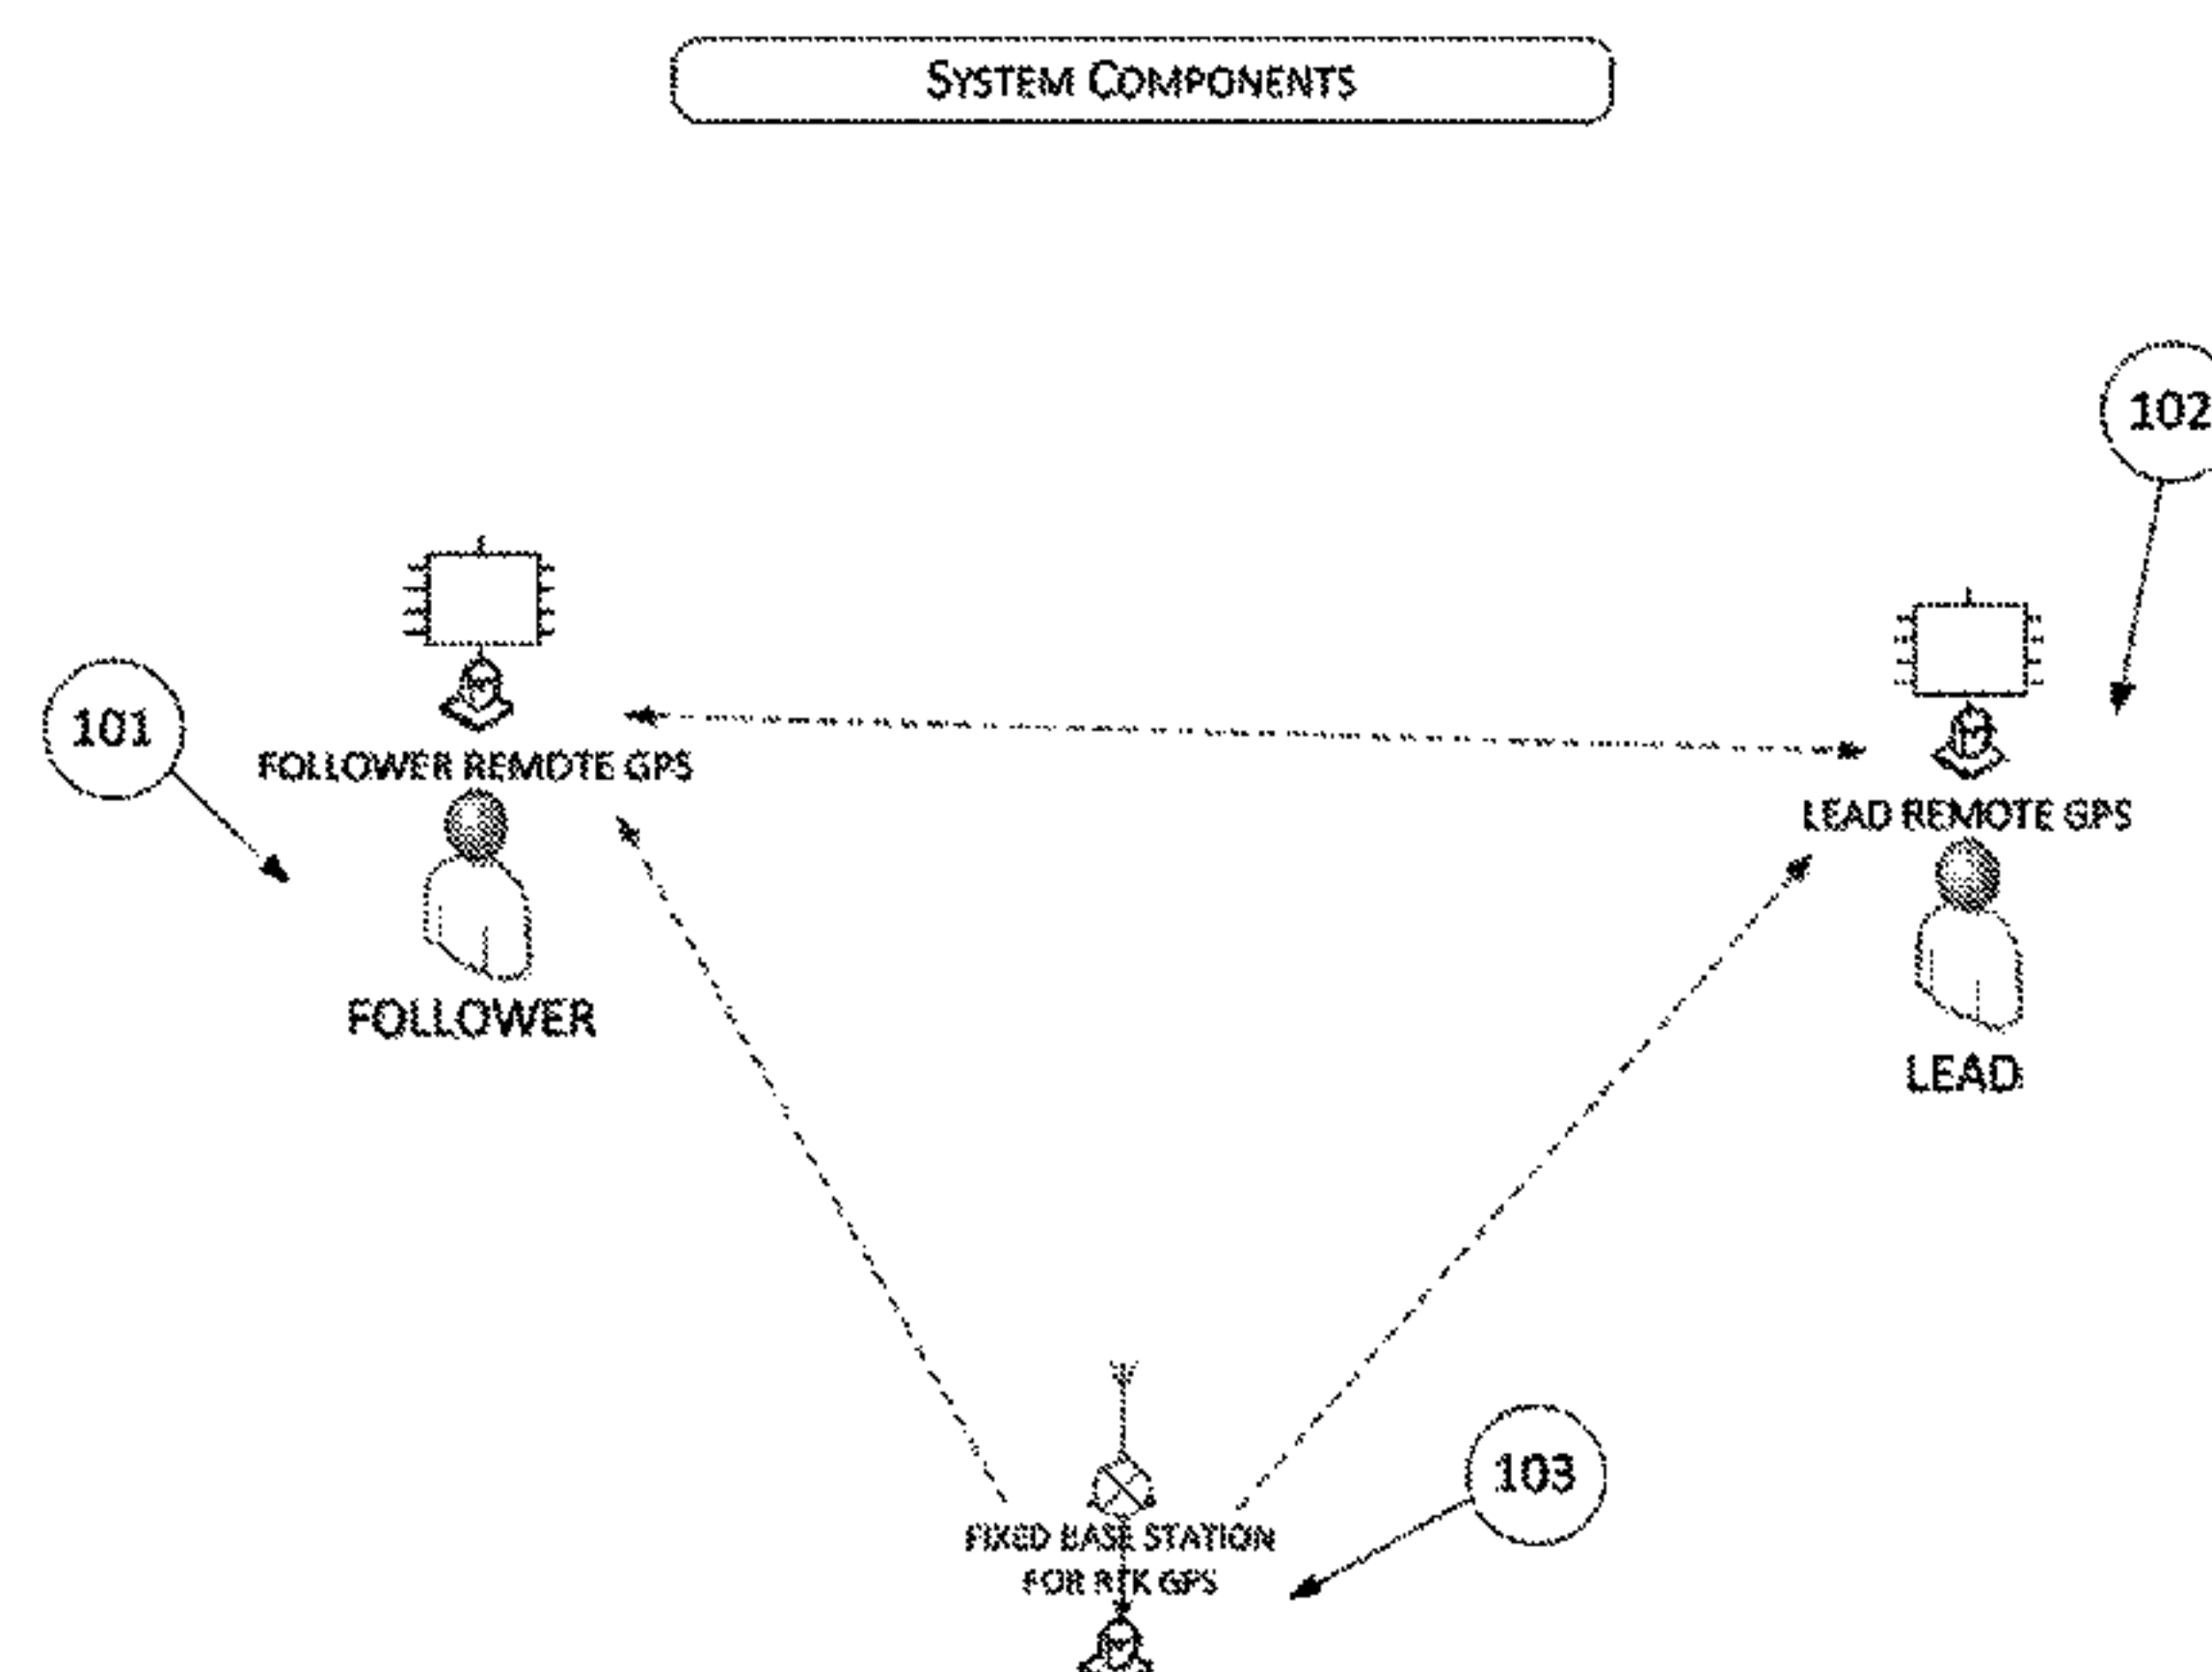 SYSTEM COMPONENTS
102
101
FOLLOWER REMOTE GPS
LEAD REMOTE GPS
FOLLOWER
LEAD
103
FIXED BASE STATION
FOR RTK GPS